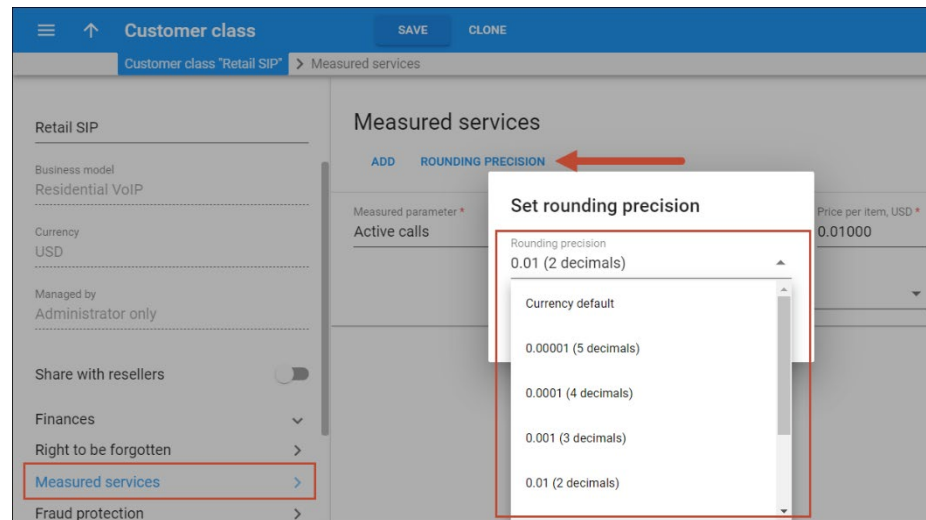 Customer class
SAVE
CLONE
Customer class "Retail SIP"
Measured services
Retail SIP
Business model
Residential VoIP
Currency
USD
Managed by
Administrator only
Share with resellers
Finances
Right to be forgotten
Measured services
Fraud protection
Measured services
ADD
ROUNDING PRECISION
Measured parameter *
Active calls
Price per item, USD *
0.01000
Set rounding precision
Rounding precision
0.01 (2 decimals)
Currency default
0.00001 (5 decimals)
0.0001 (4 decimals)
0.001 (3 decimals)
0.01 (2 decimals)